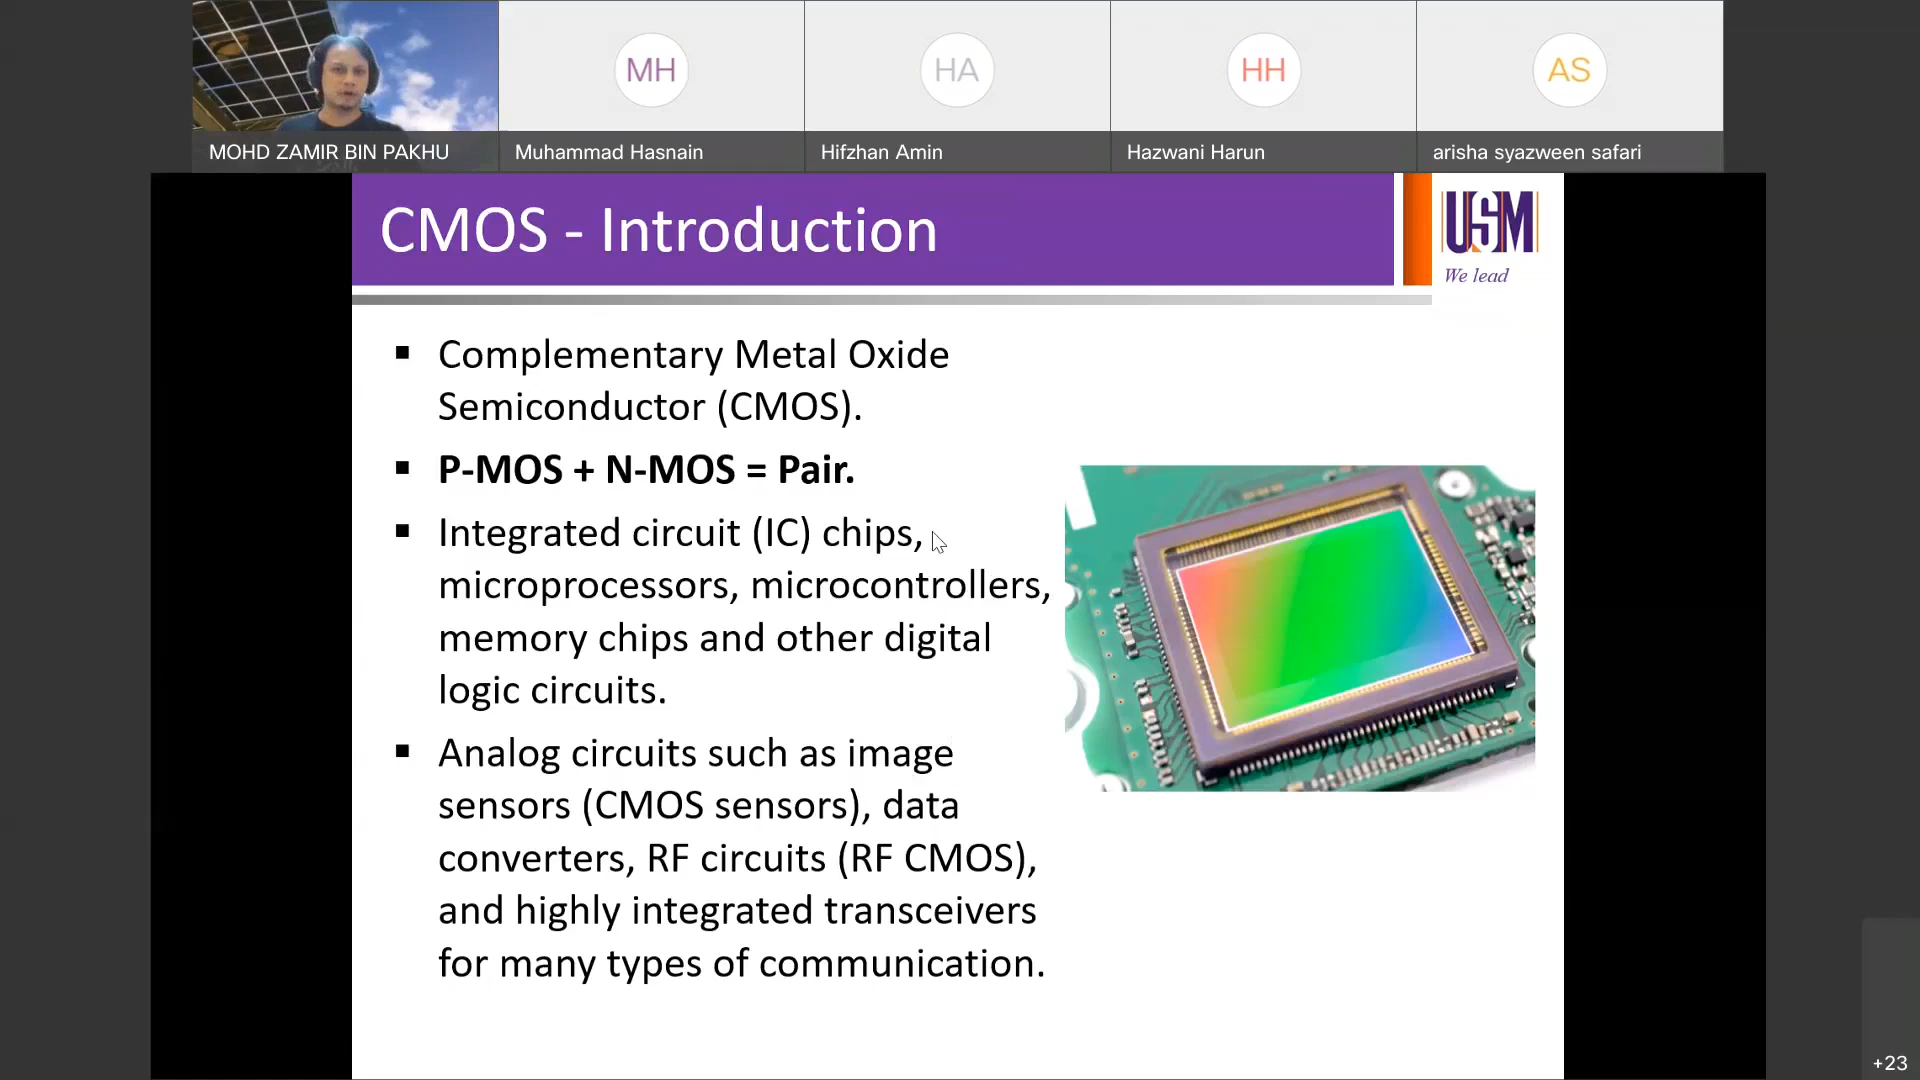 MH
HA
HH
AS
MOHD ZAMIR BIN PAKHU
Muhammad Hasnain
Hifzhan Amin
Hazwani Harun
arisha syazween safari
CMOS - Introduction
USM
We lead
▪ Complementary Metal Oxide
Semiconductor (CMOS).
▪ P-MOS + N-MOS = Pair.
▪ Integrated circuit (IC) chips,
microprocessors, microcontrollers,
memory chips and other digital
logic circuits.
▪ Analog circuits such as image
sensors (CMOS sensors), data
converters, RF circuits (RF CMOS),
and highly integrated transceivers
for many types of communication.
+23